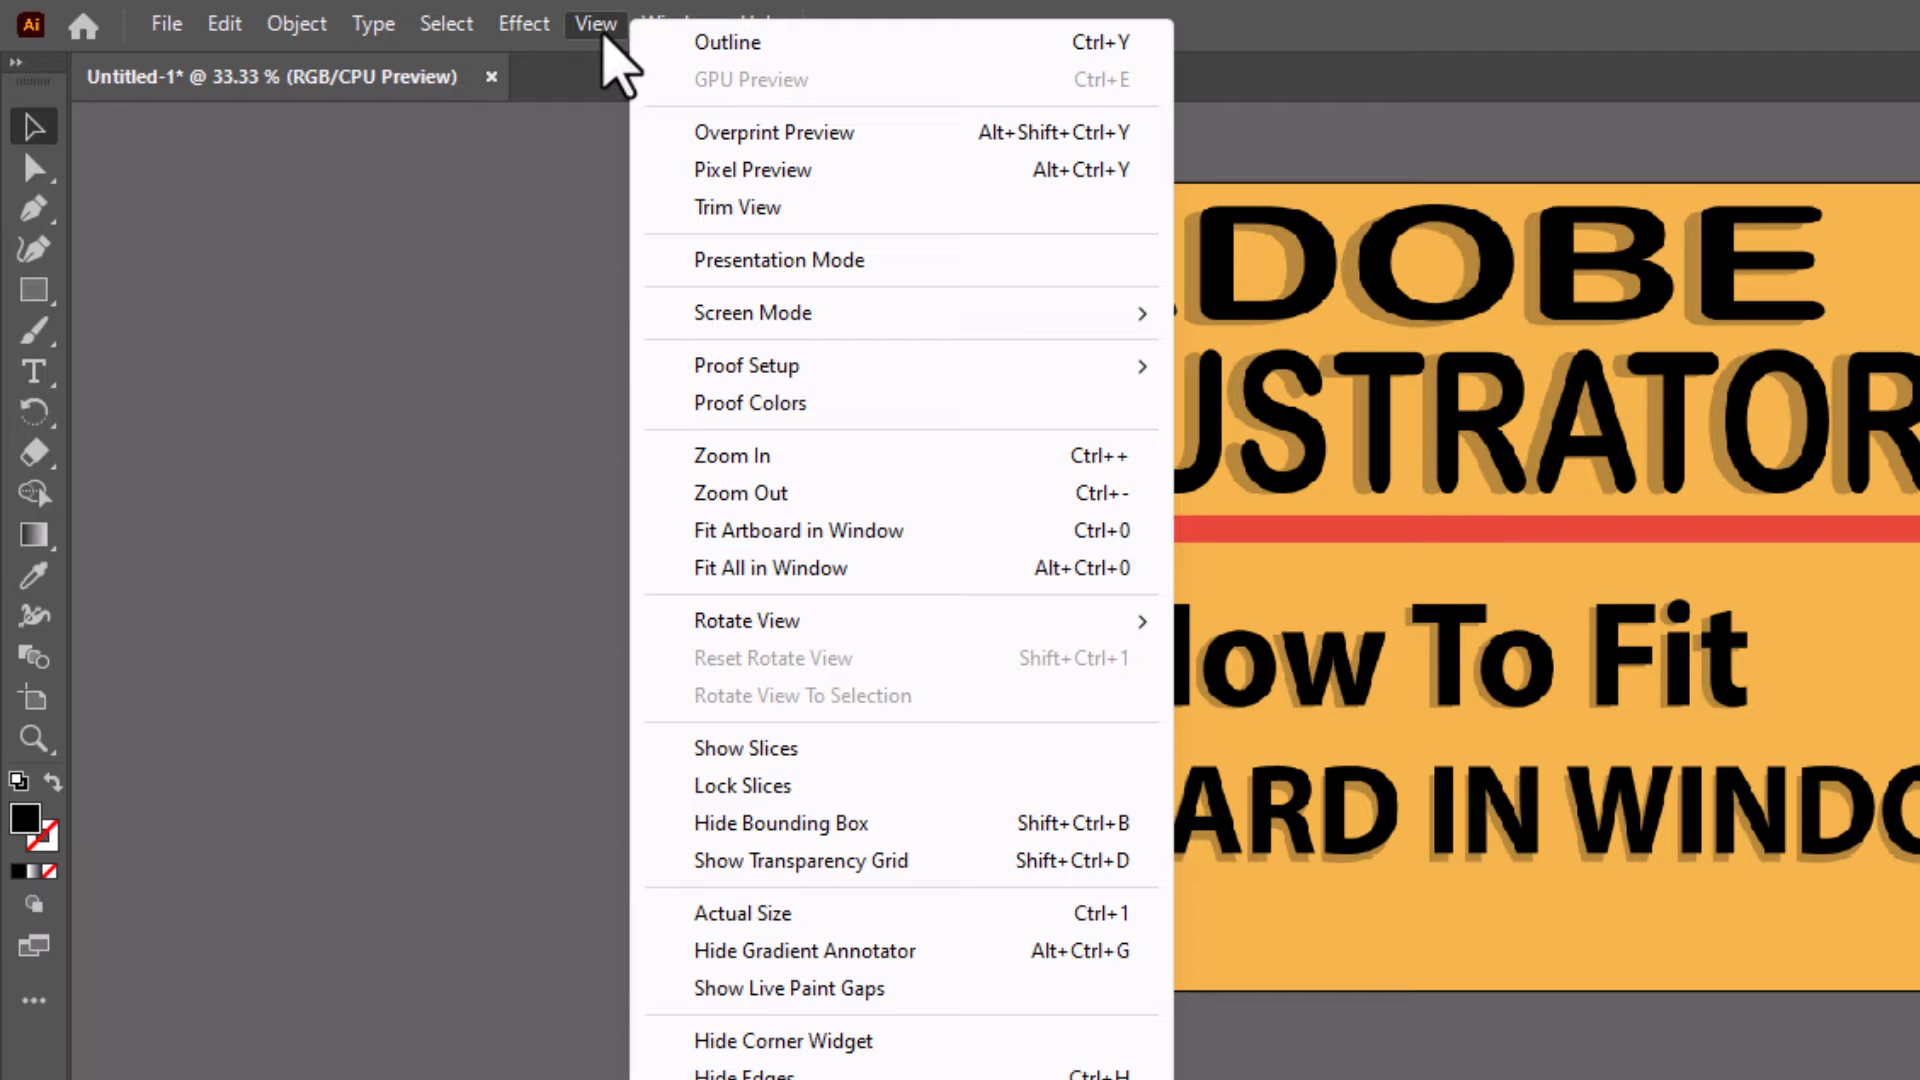 Ai File Edit Object Type Select Effect View
Untitled-1* @ 33.33 % (RGB/CPU Preview) ×
Outline Ctrl+Y
GPU Preview Ctrl+E
Overprint Preview Alt+Shift+Ctrl+Y
Pixel Preview Alt+Ctrl+Y
Trim View
Presentation Mode
Screen Mode
Proof Setup
Proof Colors
Zoom In Ctrl++
Zoom Out Ctrl+-
Fit Artboard in Window Ctrl+0
Fit All in Window Alt+Ctrl+0
Rotate View
Reset Rotate View Shift+Ctrl+1
Rotate View To Selection
Show Slices
Lock Slices
Hide Bounding Box Shift+Ctrl+B
Show Transparency Grid Shift+Ctrl+D
Actual Size Ctrl+1
Hide Gradient Annotator Alt+Ctrl+G
Show Live Paint Gaps
Hide Corner Widget
Hide Edges Ctrl+H
DOBE
USTRATOR
How To Fit
ARD IN WINDO